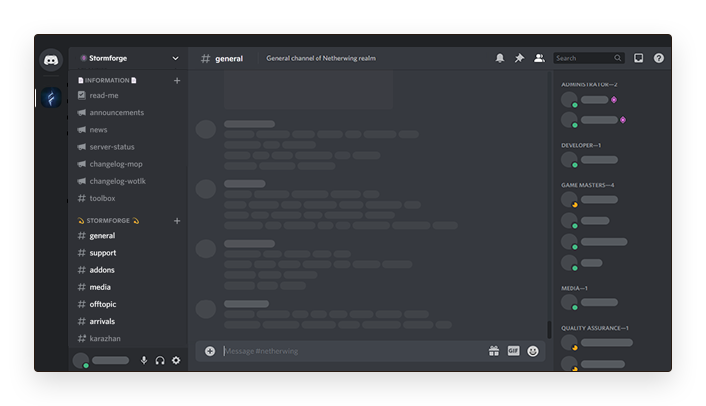 Stormforge
INFORMATION
read-me
announcements
news
server-status
changelog-mop
changelog-wotlk
toolbox
STORMFORGE
general
support
addons
media
offtopic
arrivals
karazhan
general
General channel of Netherwing realm
Search
Message #netherwing
GIF
ADMINISTRATOR—2
DEVELOPER—1
GAME MASTERS—4
MEDIA—1
QUALITY ASSURANCE—1